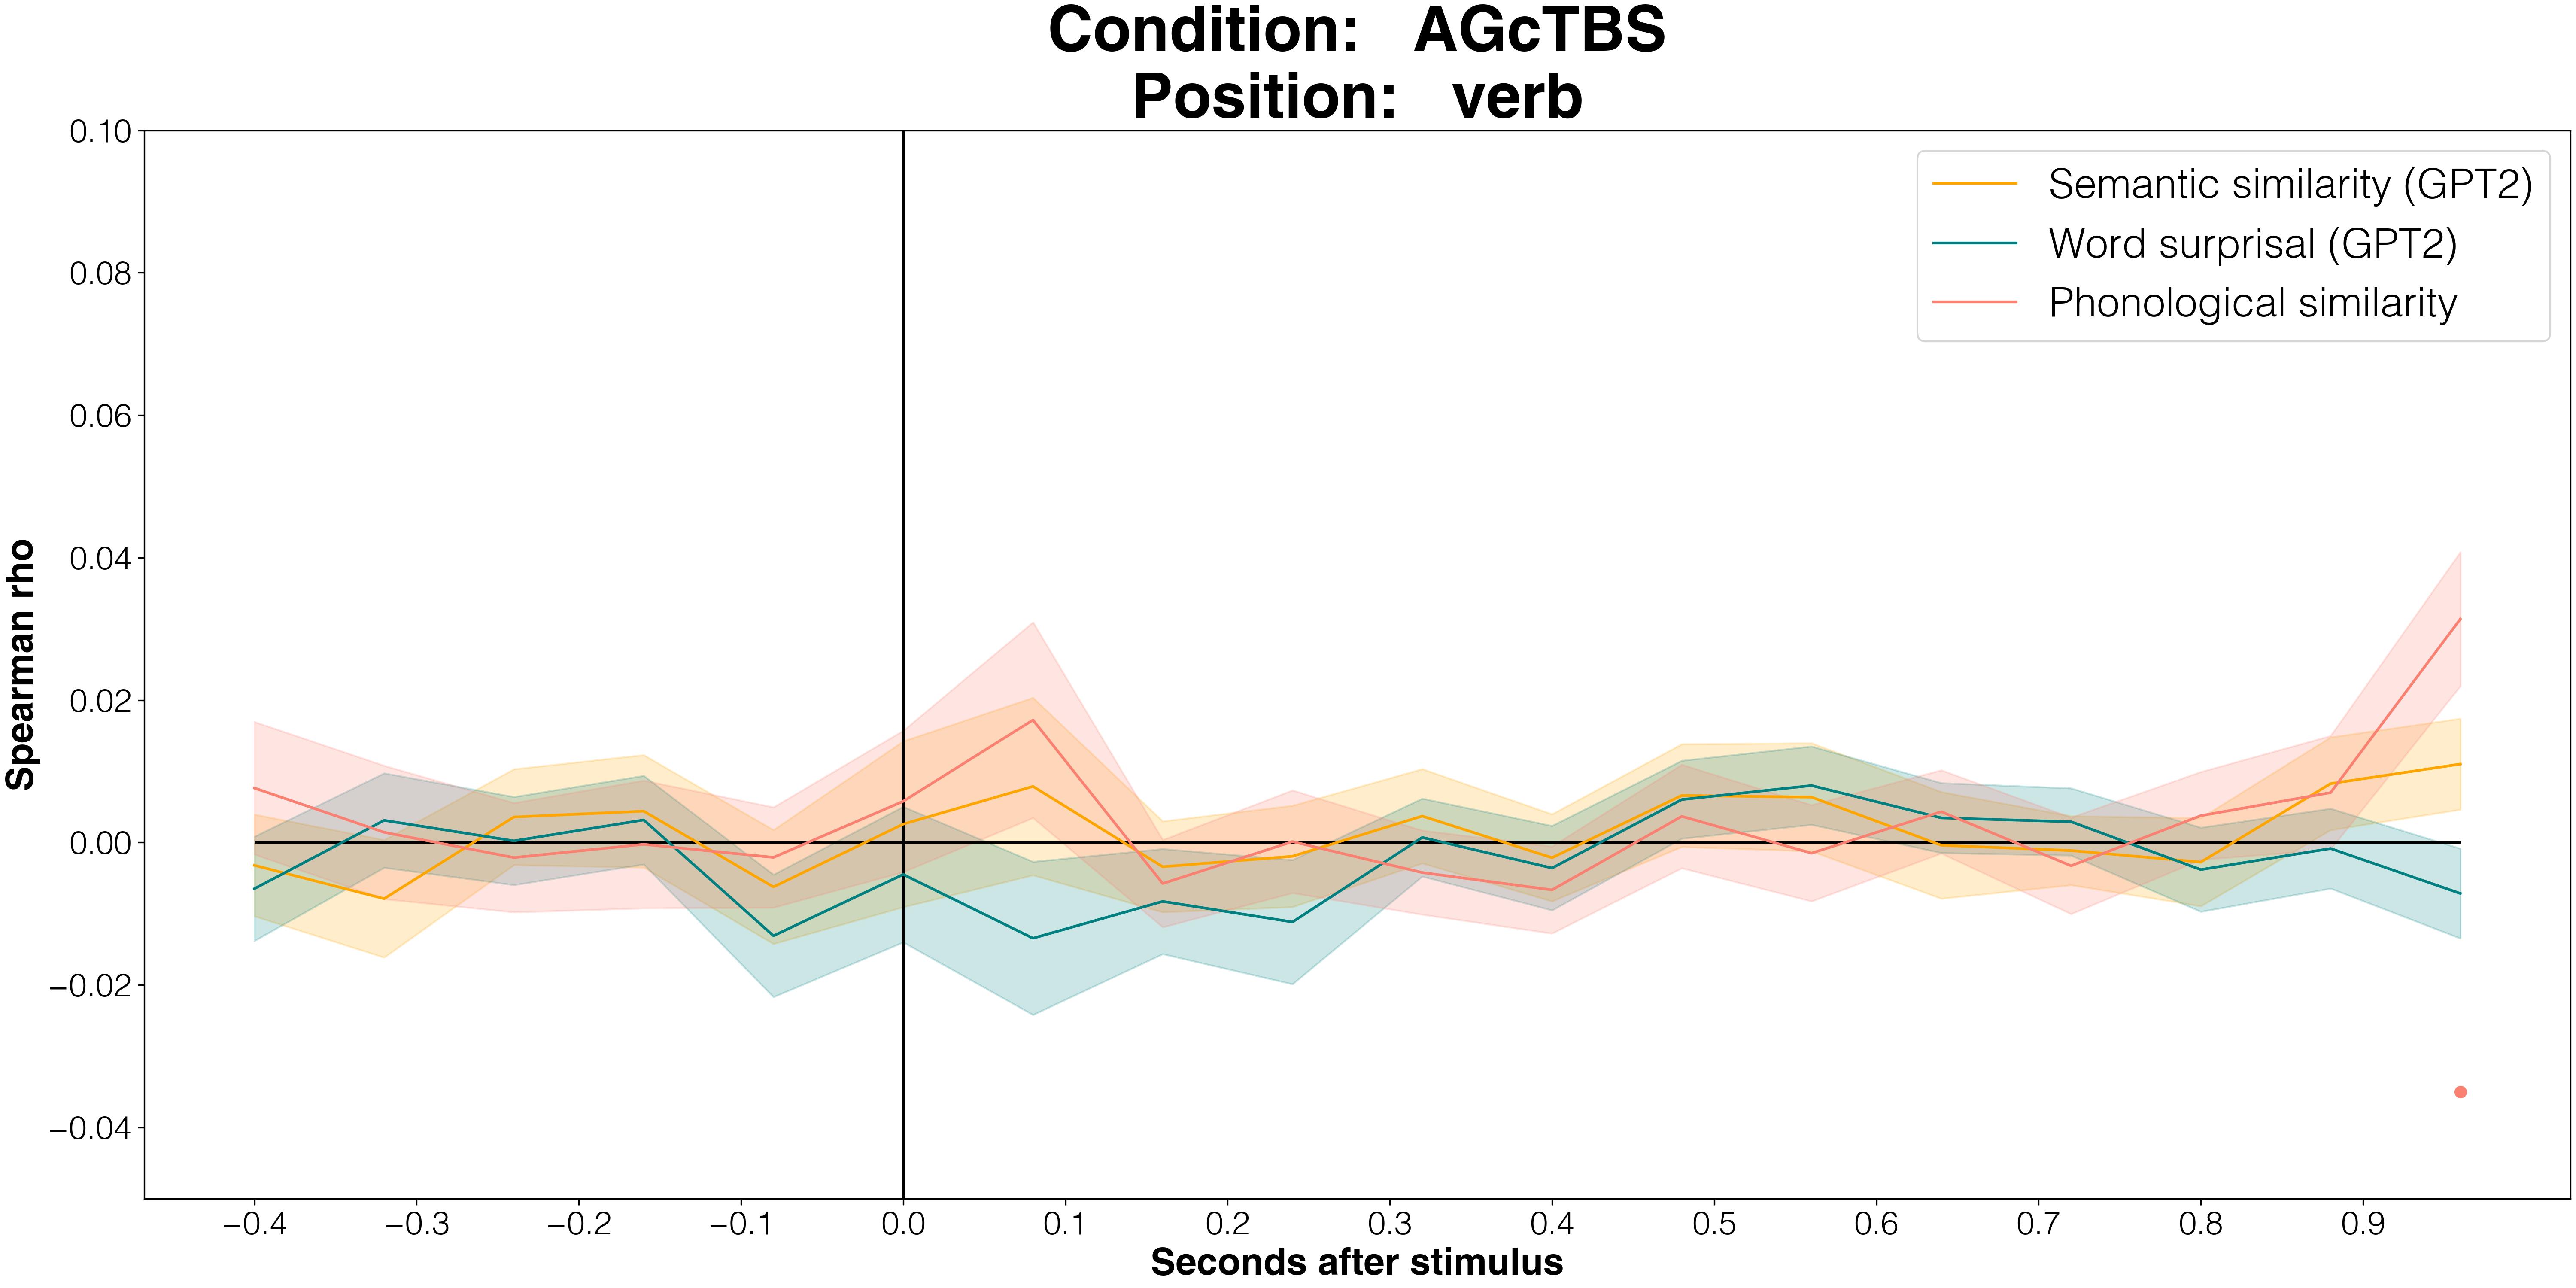 Condition:   AGcTBS
Position:   verb
0.10
0.08
0.06
0.04
0.02
0.00
−0.02
−0.04
Spearman rho
Semantic similarity (GPT2)
Word surprisal (GPT2)
Phonological similarity
−0.4 −0.3 −0.2 −0.1 0.0 0.1 0.2 0.3 0.4 0.5 0.6 0.7 0.8 0.9
Seconds after stimulus